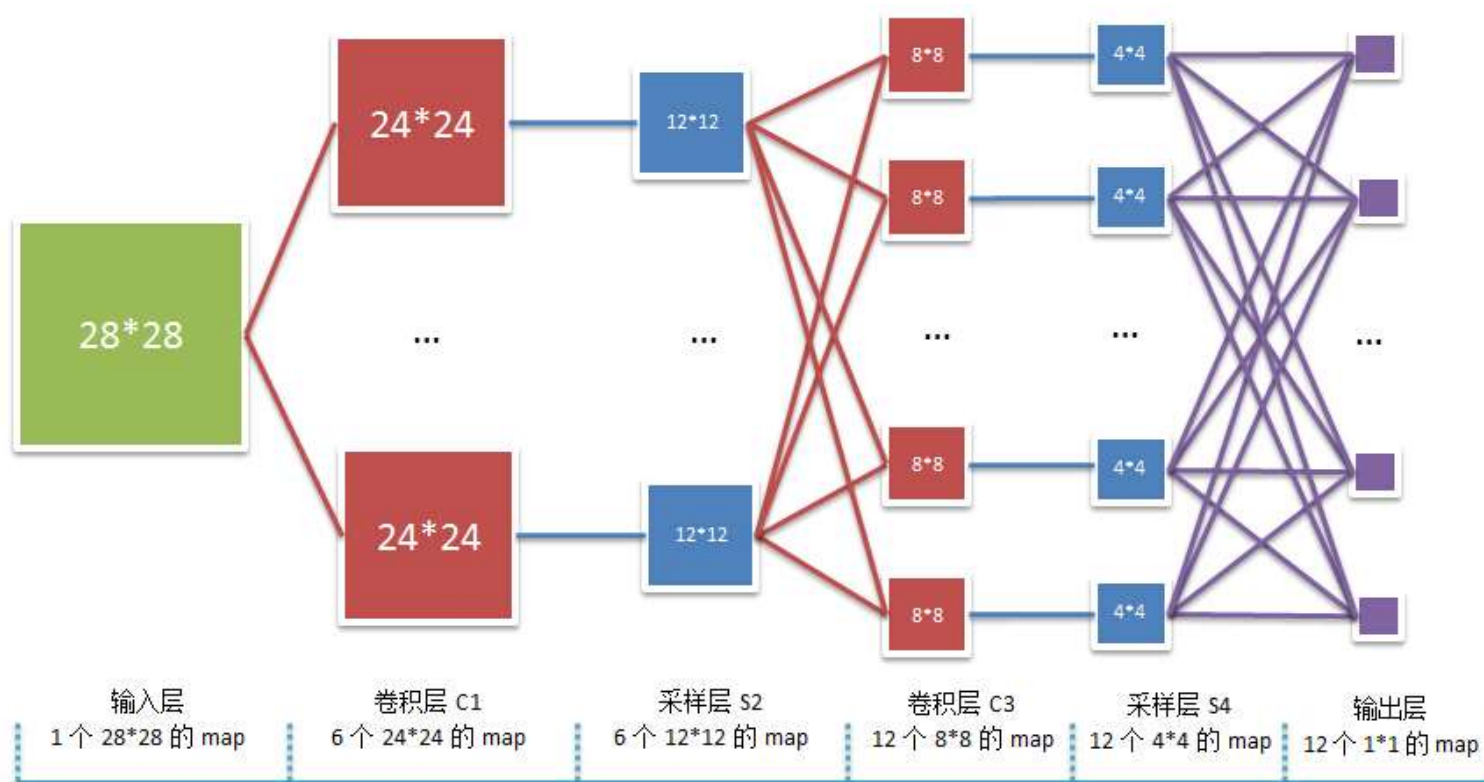 28*28
24*24
...
24*24
12*12
...
12*12
8*8
8*8
...
8*8
8*8
4*4
4*4
...
4*4
4*4
...
输入层
1 个 28*28 的 map
卷积层 C1
6 个 24*24 的 map
采样层 S2
6 个 12*12 的 map
卷积层 C3
12 个 8*8 的 map
采样层 S4
12 个 4*4 的 map
输出层
12 个 1*1 的 map